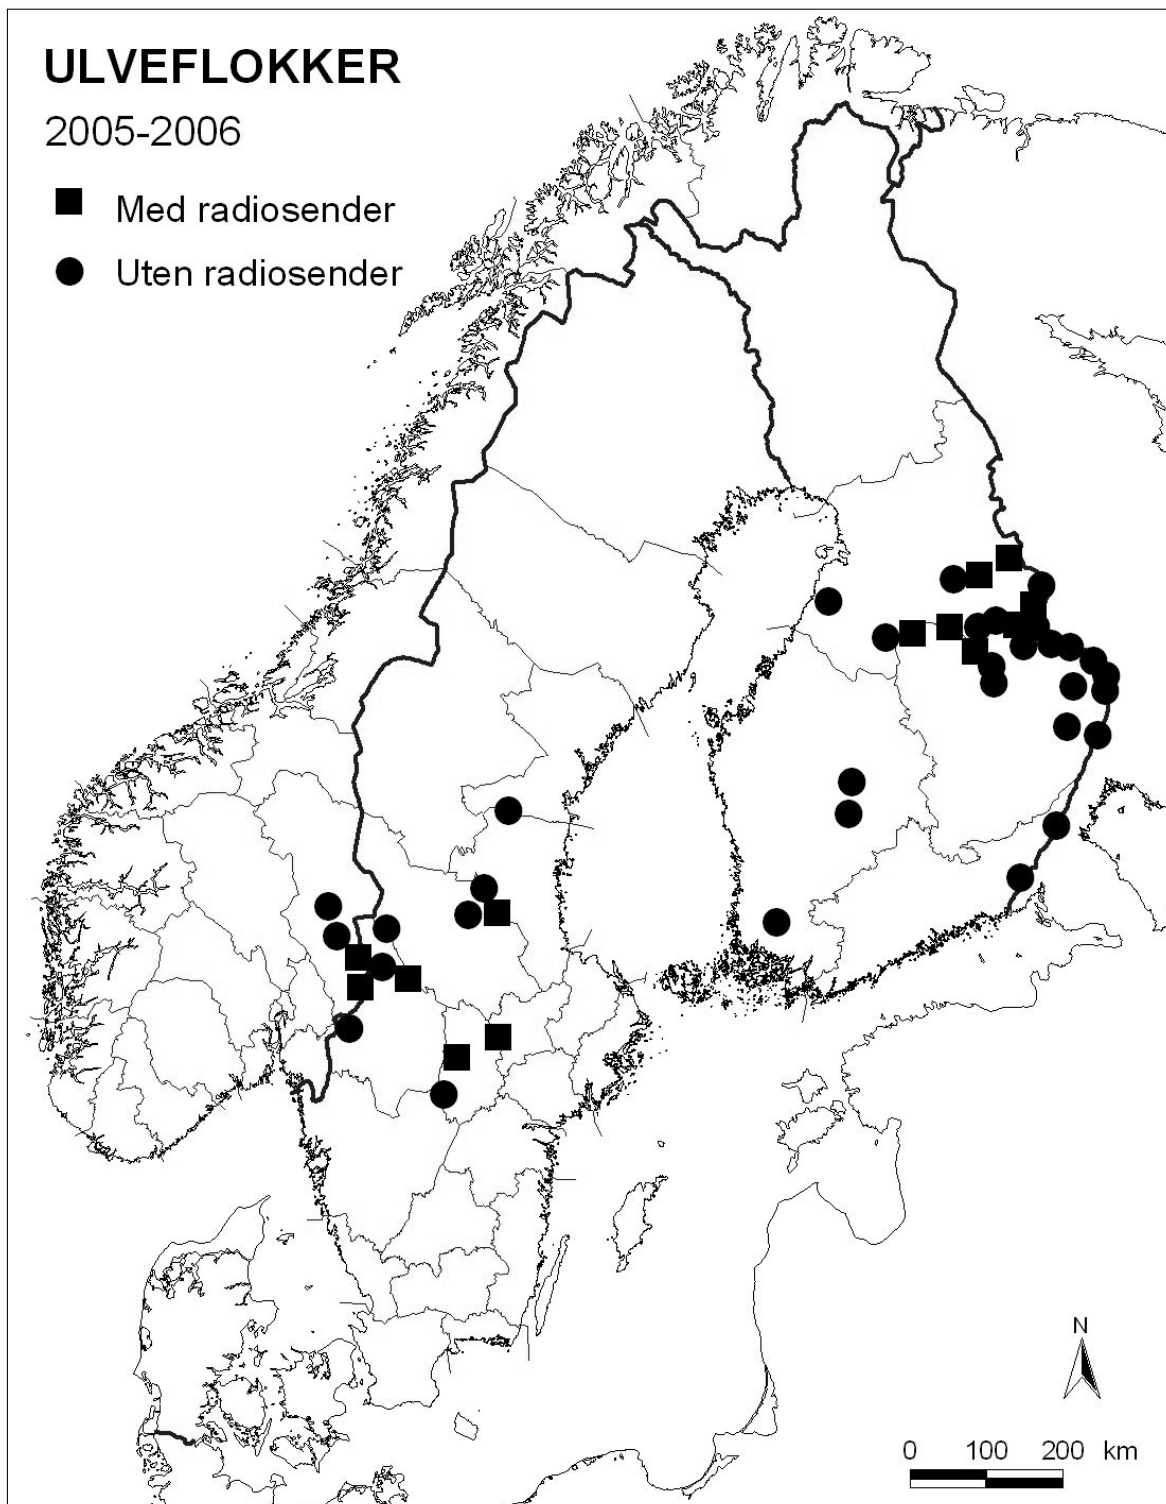 ULVEFLOKKER
2005-2006
Med radiosender
Uten radiosender
N
0 100 200 km